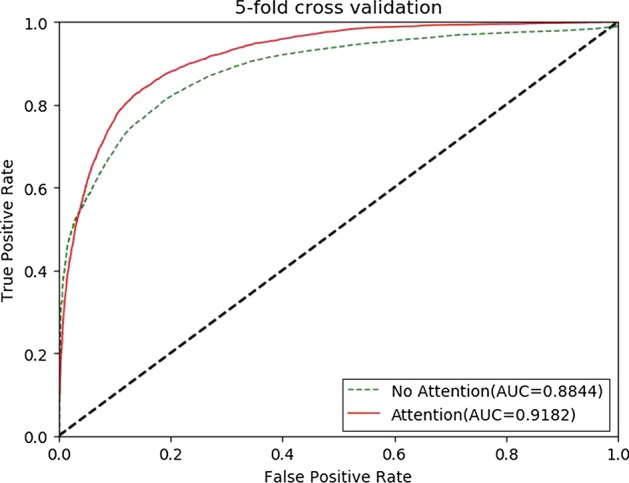 5-fold cross validation
True Positive Rate
1.0
0.8
0.6
0.4
0.2
0.0
No Attention(AUC=0.8844)
Attention(AUC=0.9182)
0.0 0.2 0.4 0.6 0.8 1.0
False Positive Rate